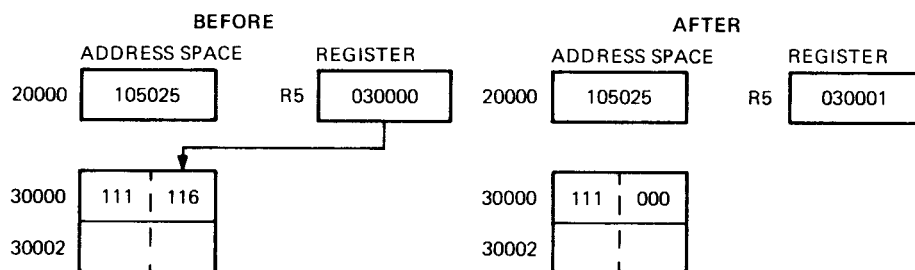 BEFORE
AFTER
ADDRESS SPACE REGISTER
ADDRESS SPACE REGISTER
20000 105025 R5 030000
20000 105025 R5 030001
30000 111 116
30000 111 000
30002
30002